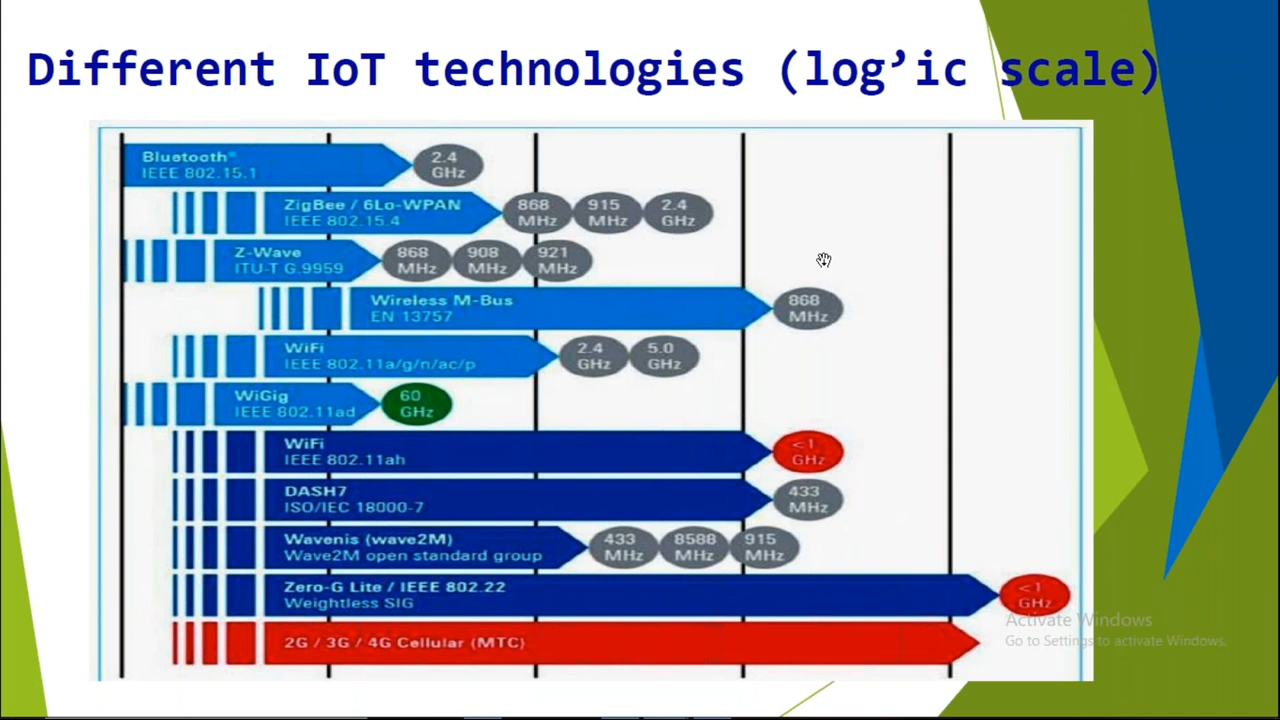 Different IoT technologies (log’ic scale)
Bluetooth®
IEEE 802.15.1
2.4
GHz
ZigBee / 6Lo-WPAN
IEEE 802.15.4
868
MHz
915
MHz
2.4
GHz
Z-Wave
ITU-T G.9959
868
MHz
908
MHz
921
MHz
Wireless M-Bus
EN 13757
868
MHz
WiFi
IEEE 802.11a/g/n/ac/p
2.4
GHz
5.0
GHz
WiGig
IEEE 802.11ad
60
GHz
WiFi
IEEE 802.11ah
<1
GHz
DASH7
ISO/IEC 18000-7
433
MHz
Wavenis (wave2M)
Wave2M open standard group
433
MHz
8588
MHz
915
MHz
Zero-G Lite / IEEE 802.22
Weightless SIG
<1
GHz
2G / 3G / 4G Cellular (MTC)
Activate Windows
Go to Settings to activate Windows.